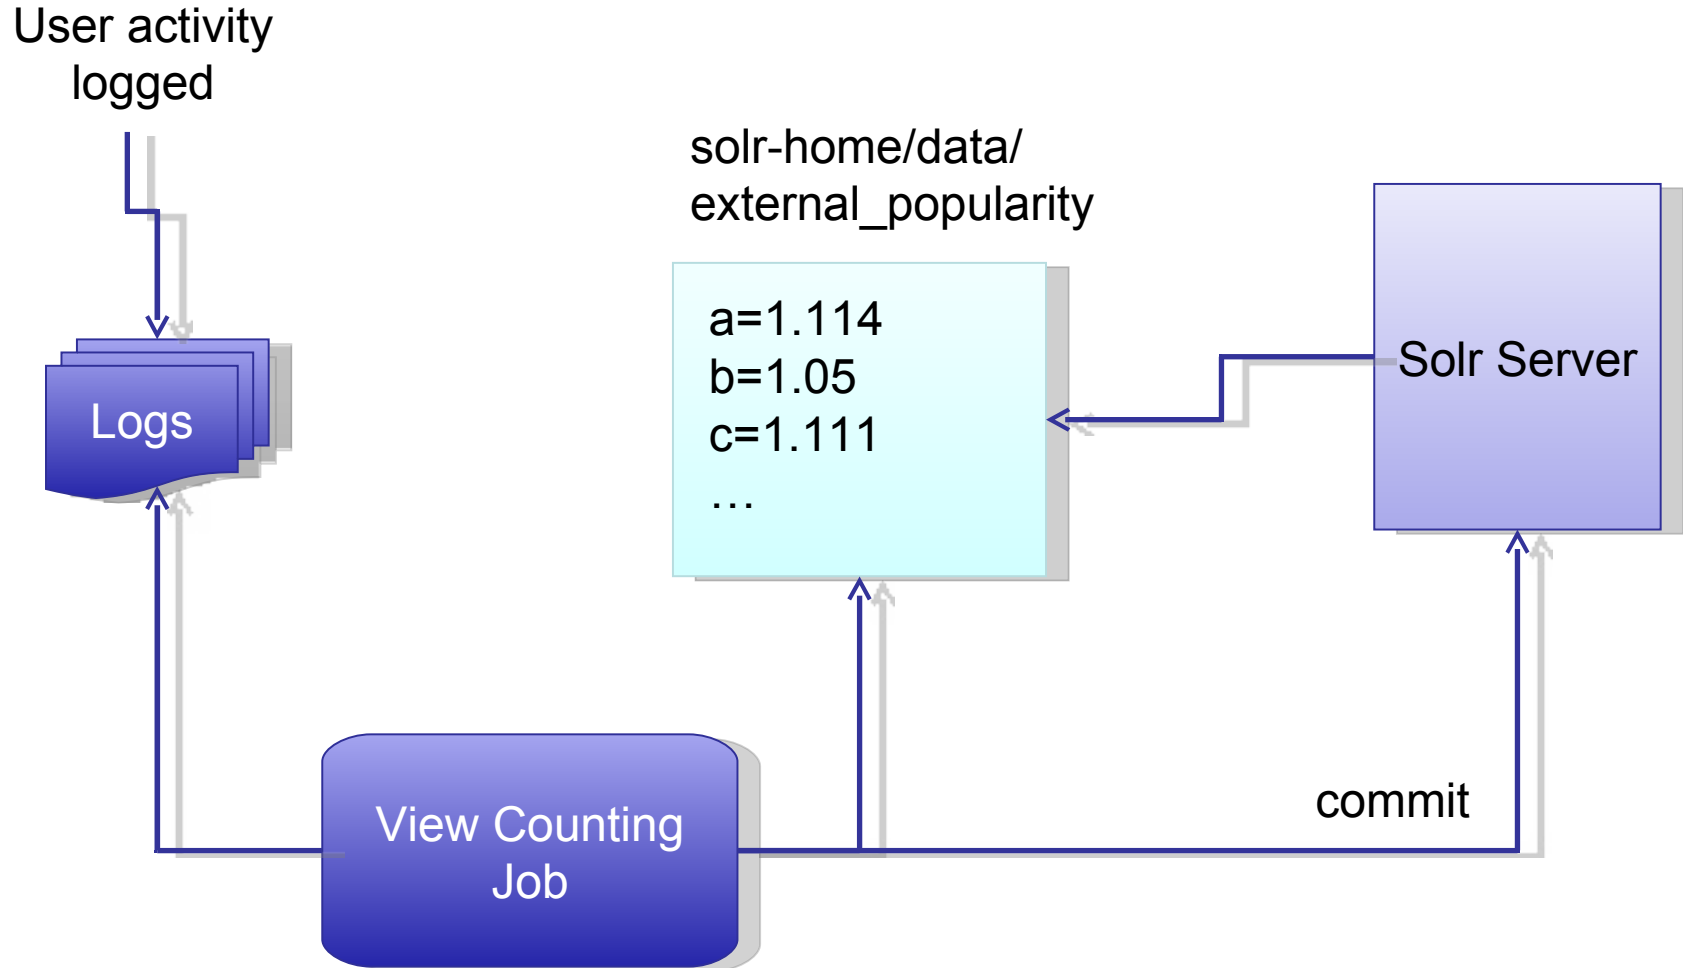 User activity
logged
solr-home/data/
external_popularity
a=1.114
b=1.05
c=1.111
…
Solr Server
Logs
View Counting
Job
commit